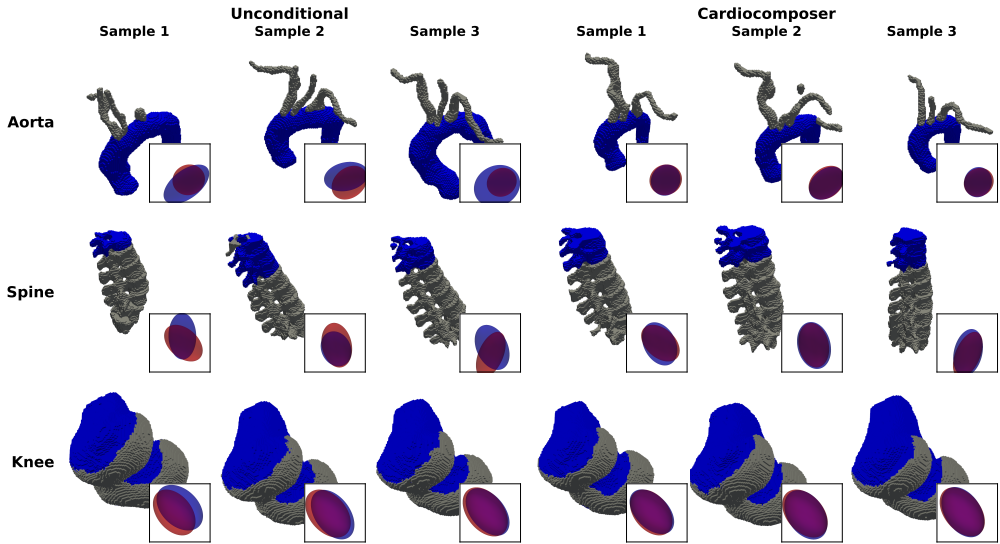 Unconditional Cardiocomposer
Sample 1 Sample 2 Sample 3 Sample 1 Sample 2 Sample 3
Aorta
Spine
Knee